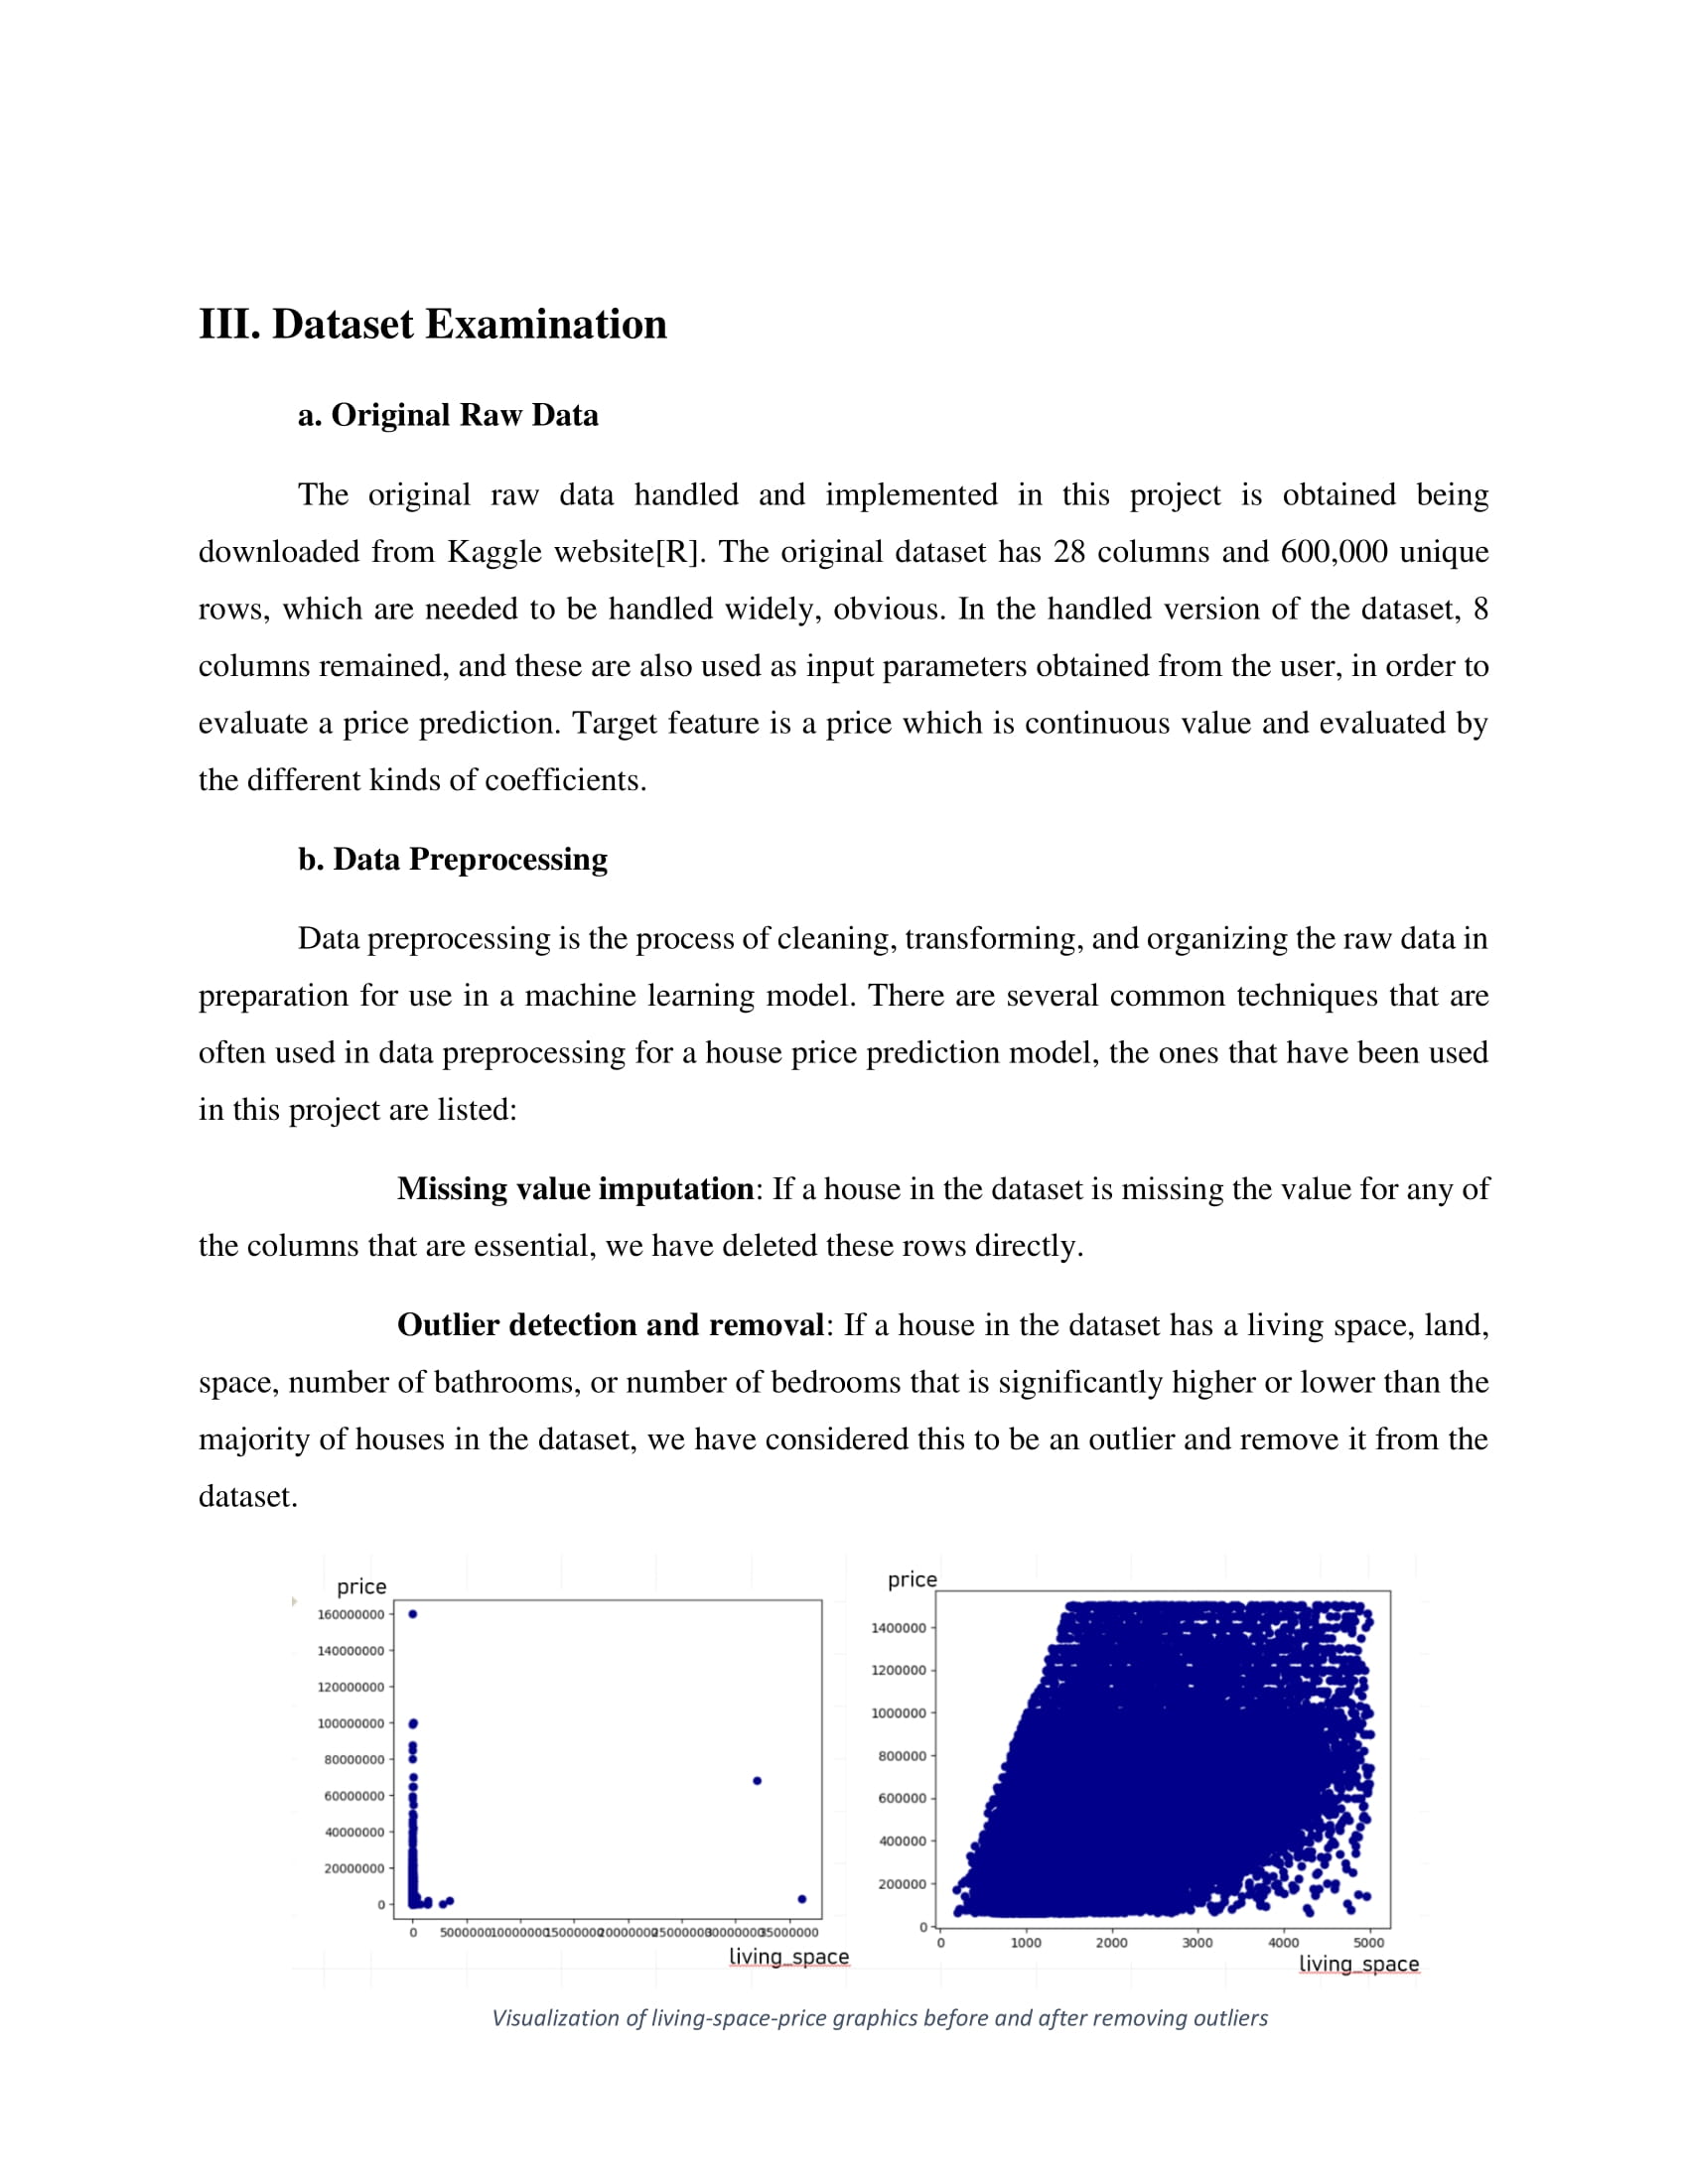 III. Dataset Examination
a. Original Raw Data
The original raw data handled and implemented in this project is obtained being
downloaded from Kaggle website[R]. The original dataset has 28 columns and 600,000 unique
rows, which are needed to be handled widely, obvious. In the handled version of the dataset, 8
columns remained, and these are also used as input parameters obtained from the user, in order to
evaluate a price prediction. Target feature is a price which is continuous value and evaluated by
the different kinds of coefficients.
b. Data Preprocessing
Data preprocessing is the process of cleaning, transforming, and organizing the raw data in
preparation for use in a machine learning model. There are several common techniques that are
often used in data preprocessing for a house price prediction model, the ones that have been used
in this project are listed:
Missing value imputation: If a house in the dataset is missing the value for any of
the columns that are essential, we have deleted these rows directly.
Outlier detection and removal: If a house in the dataset has a living space, land,
space, number of bathrooms, or number of bedrooms that is significantly higher or lower than the
majority of houses in the dataset, we have considered this to be an outlier and remove it from the
dataset.
price
160000000
140000000
120000000
100000000
80000000
60000000
40000000
20000000
0
0 5000000 10000000 15000000 20000000 25000000 30000000 35000000
living_space
price
1400000
1200000
1000000
800000
600000
400000
200000
0
0 1000 2000 3000 4000 5000
living_space
Visualization of living-space-price graphics before and after removing outliers